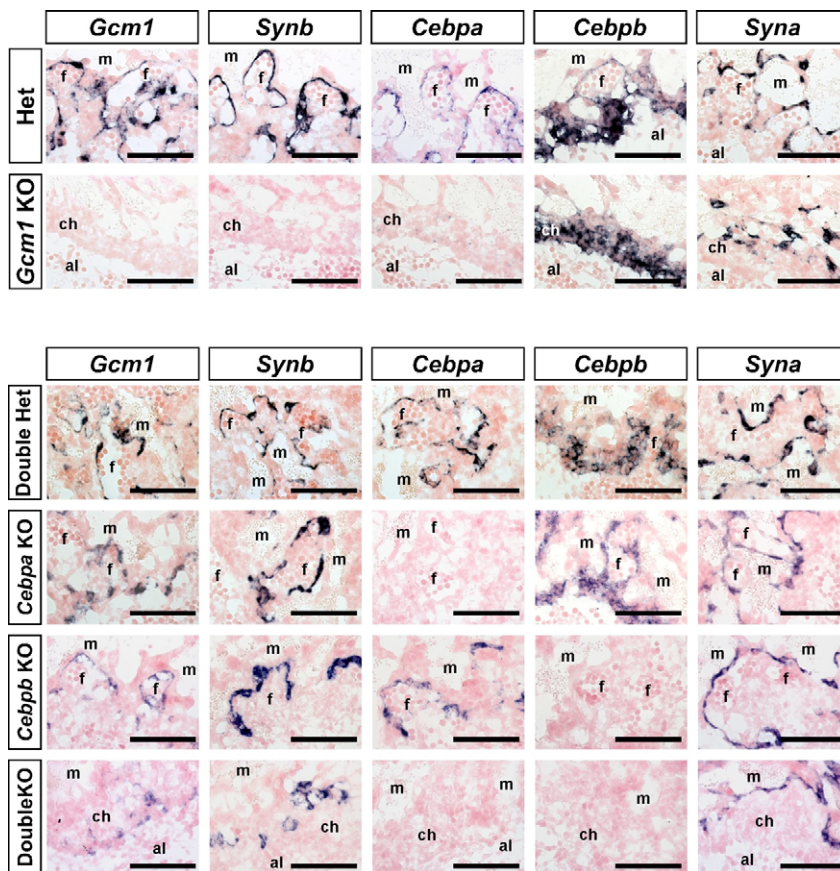 Gcm1 Synb Cebpa Cebpb Syna
Het
m f f
m f f
m f m f
m f al
f m al
Gcm1 KO
ch al
ch al
ch al
ch al
ch al
Gcm1 Synb Cebpa Cebpb Syna
Double Het
m f
f m m
m f m
m f
m f m
Cebpa KO
f m f
m f m f
m f f
m f m
f m f
Cebpb KO
m f m f
m f
m f
m f f
m m f f
DoubleKO
m ch al
m ch al
m m ch al
m ch
m ch al